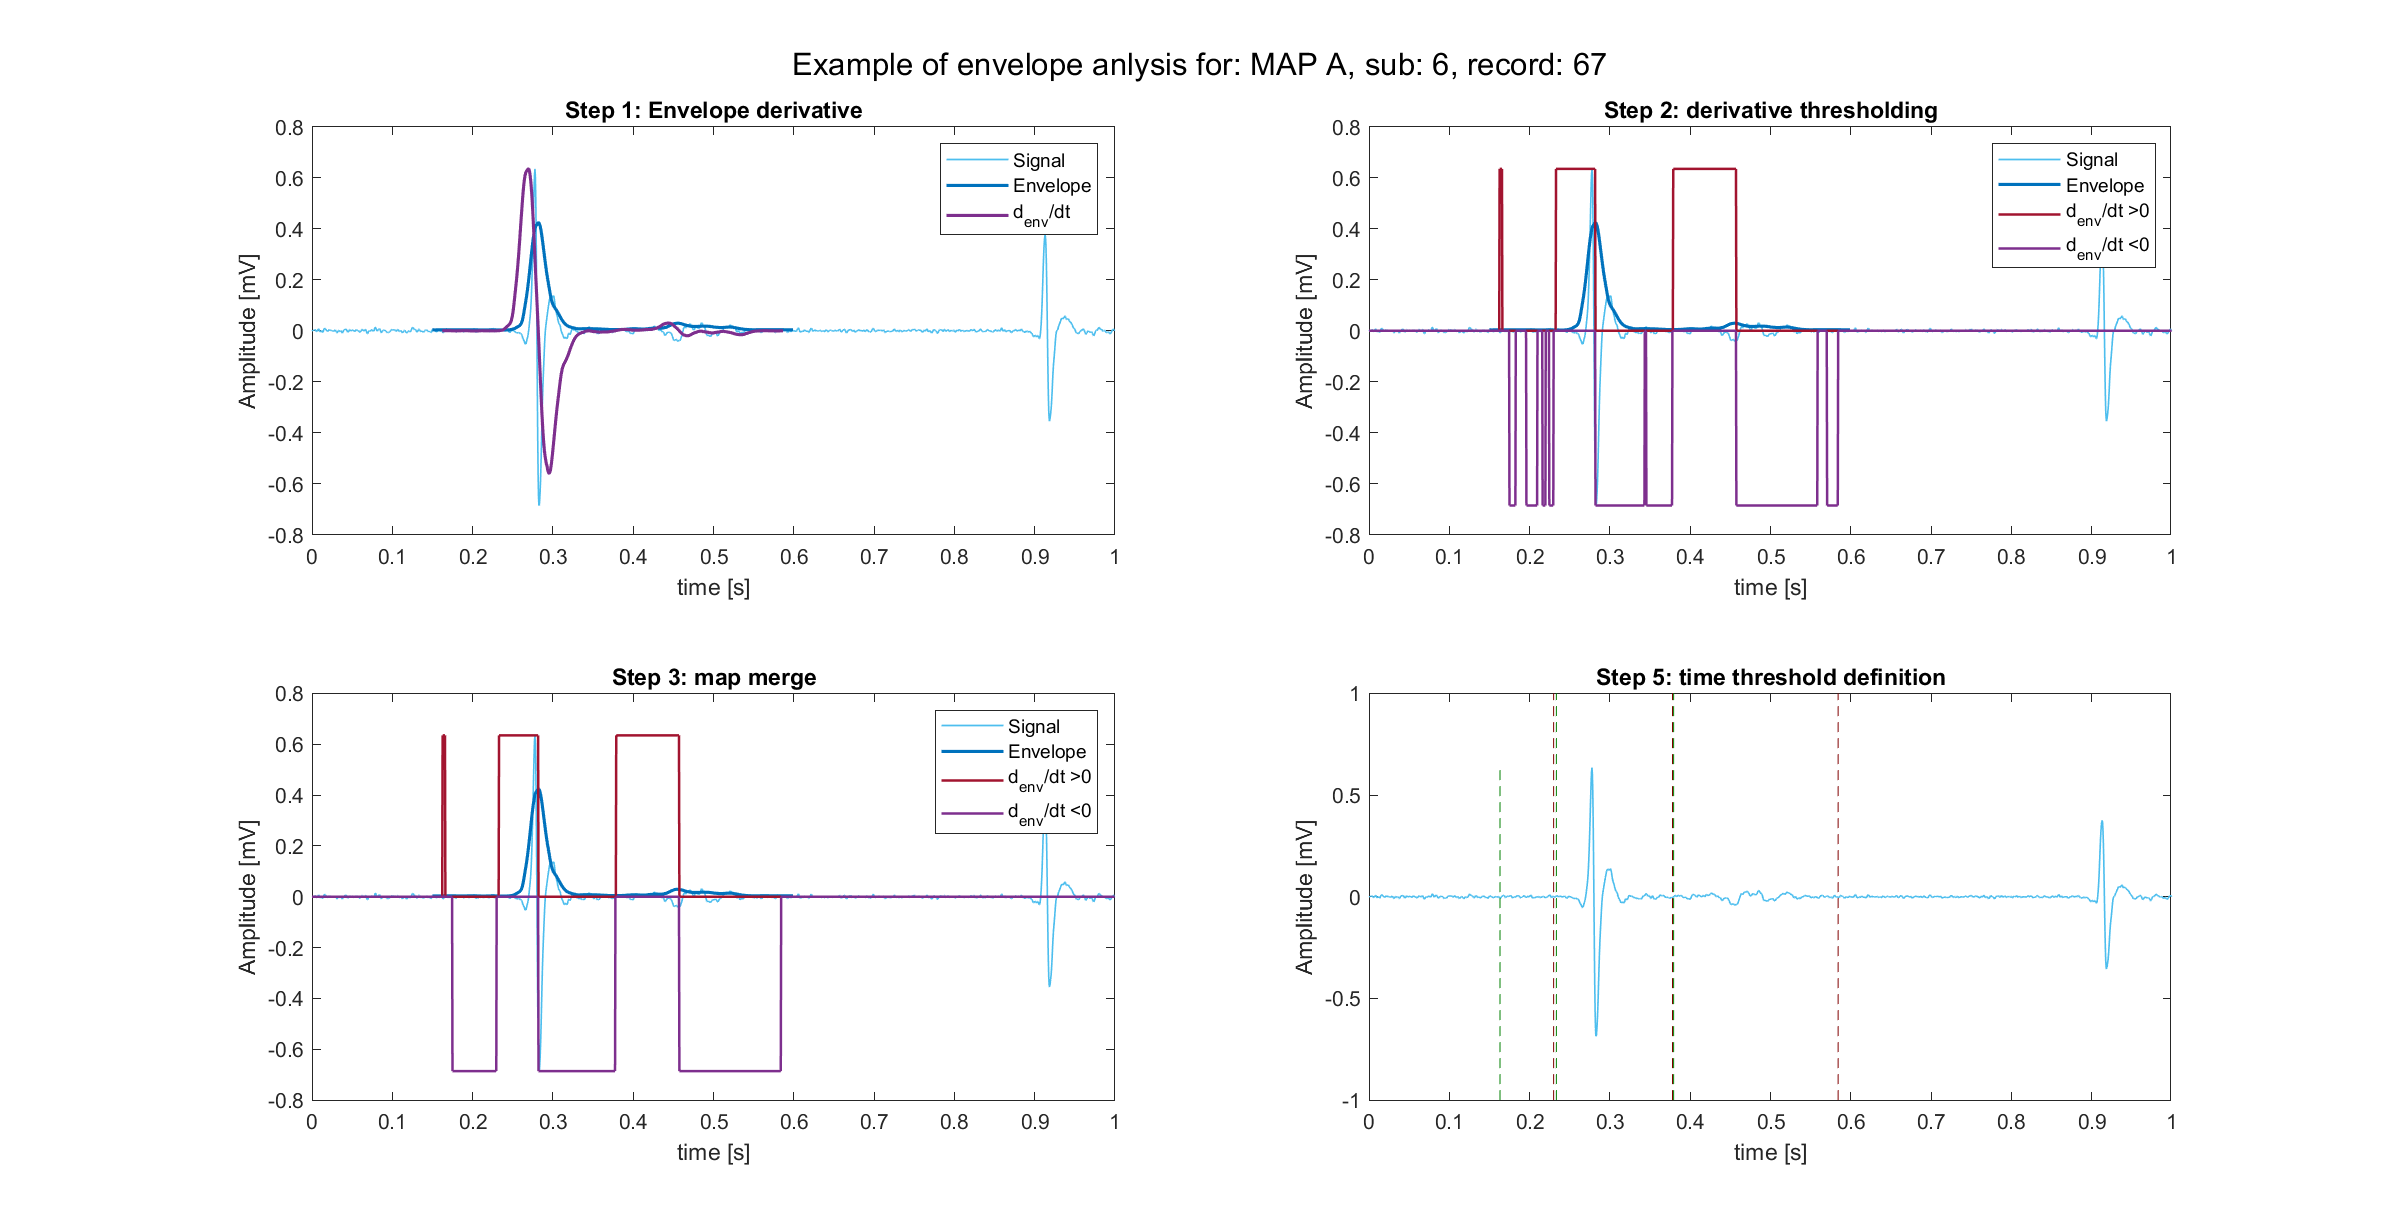 Example of envelope anlysis for: MAP A, sub: 6, record: 67
Step 1: Envelope derivative
0.8
0.6
0.4
0.2
0
-0.2
-0.4
-0.6
-0.8
Amplitude [mV]
Signal
Envelope
d_env/dt
0 0.1 0.2 0.3 0.4 0.5 0.6 0.7 0.8 0.9 1
time [s]
Step 2: derivative thresholding
0.8
0.6
0.4
0.2
0
-0.2
-0.4
-0.6
-0.8
Amplitude [mV]
Signal
Envelope
d_env/dt >0
d_env/dt <0
0 0.1 0.2 0.3 0.4 0.5 0.6 0.7 0.8 0.9 1
time [s]
Step 3: map merge
0.8
0.6
0.4
0.2
0
-0.2
-0.4
-0.6
-0.8
Amplitude [mV]
Signal
Envelope
d_env/dt >0
d_env/dt <0
0 0.1 0.2 0.3 0.4 0.5 0.6 0.7 0.8 0.9 1
time [s]
Step 5: time threshold definition
1
0.5
0
-0.5
-1
Amplitude [mV]
0 0.1 0.2 0.3 0.4 0.5 0.6 0.7 0.8 0.9 1
time [s]